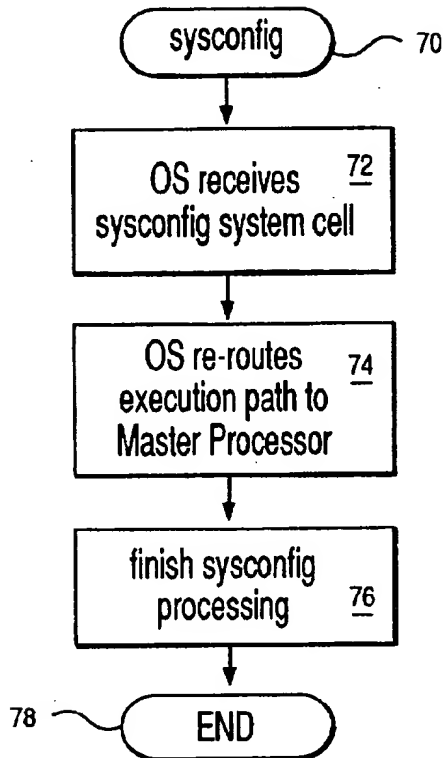 sysconfig
70
OS receives 72
sysconfig system cell
OS re-routes 74
execution path to
Master Processor
finish sysconfig
processing 76
78
END